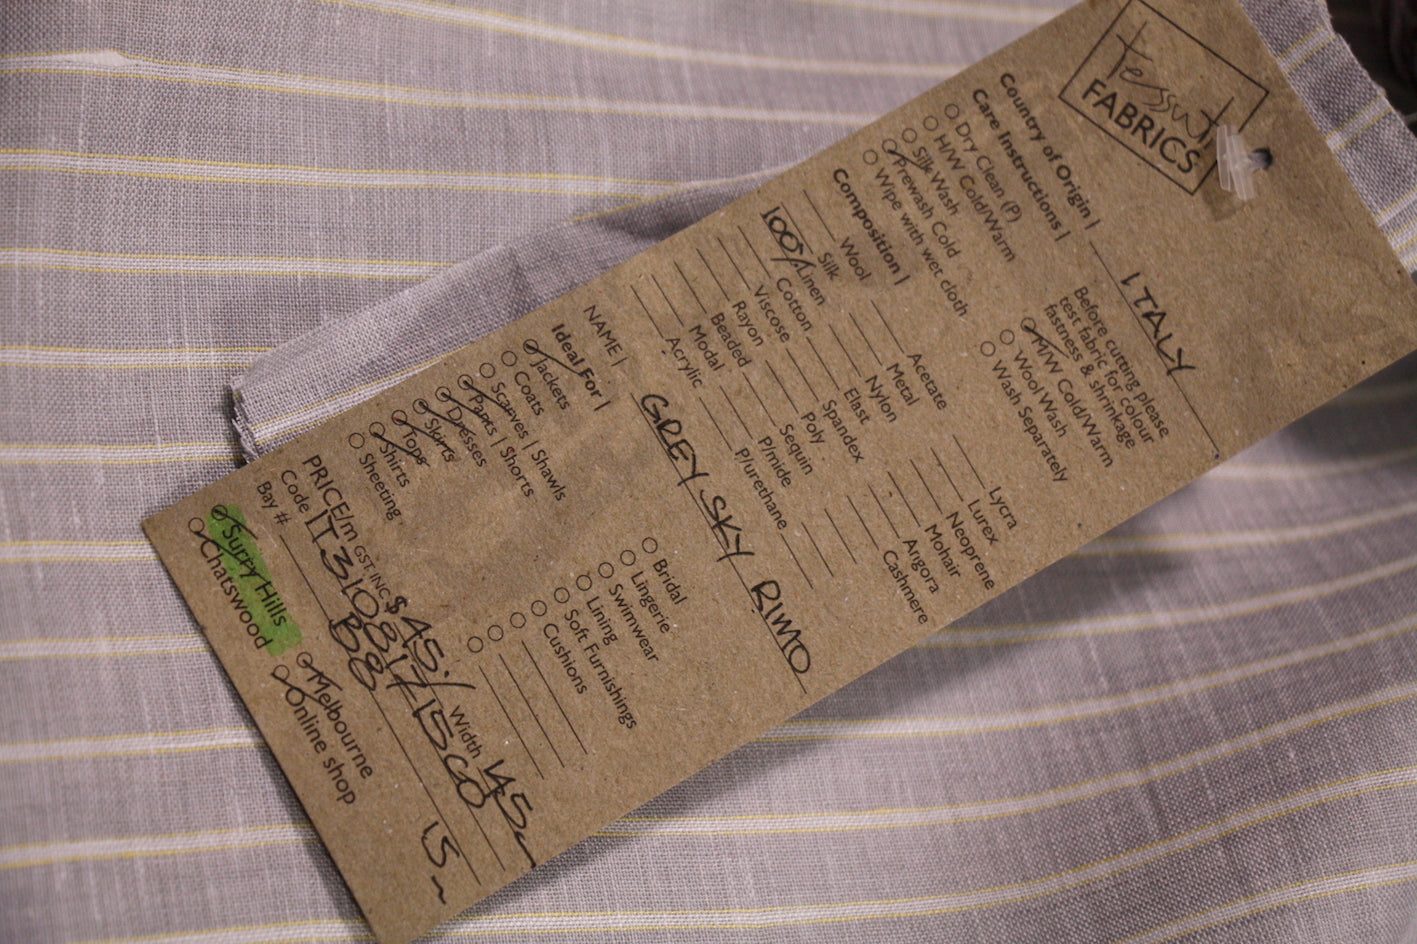 tessuti
FABRICS
Country of Origin | ITALY
Care Instructions |
Dry Clean (P)
H/W Cold/Warm
Silk Wash
Prewash Cold
Wipe with wet cloth
Before cutting please
test fabric for colour
fastness & shrinkage
M/W Cold/Warm
Wool Wash
Wash Separately
Composition |
Wool
Silk
100% Linen
Cotton
Viscose
Rayon
Beaded
Modal
Acrylic
Acetate
Metal
Nylon
Elast
Spandex
Poly
Sequin
P/mide
P/urethane
Lycra
Lurex
Neoprene
Mohair
Angora
Cashmere
NAME | GREY SKY RIMO
Ideal For |
Jackets
Coats
Scarves | Shawls
Pants | Shorts
Dresses
Skirts
Tops
Shirts
Sheeting
Bridal
Lingerie
Swimwear
Lining
Soft Furnishings
Cushions
PRICE/m GST. INC $45./ Width 145~
Code
Bay # B8 15~
Surry Hills
Chatswood
Melbourne
Online shop